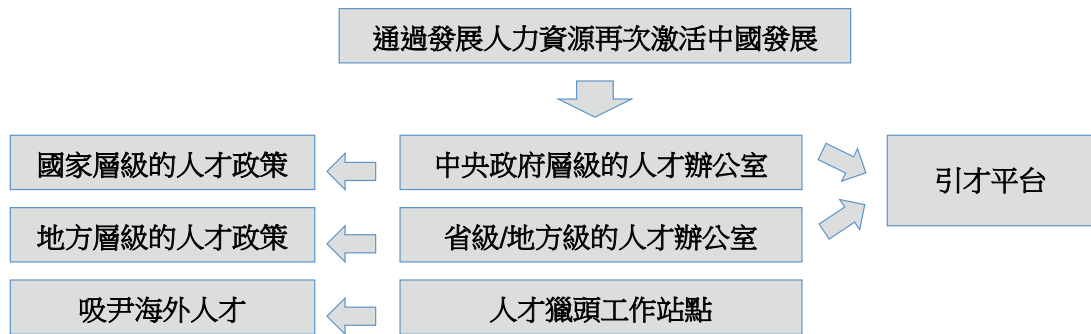 通過發展人力資源再次激活中國發展
國家層級的人才政策
中央政府層級的人才辦公室
引才平台
地方層級的人才政策
省級/地方級的人才辦公室
吸尹海外人才
人才獵頭工作站點